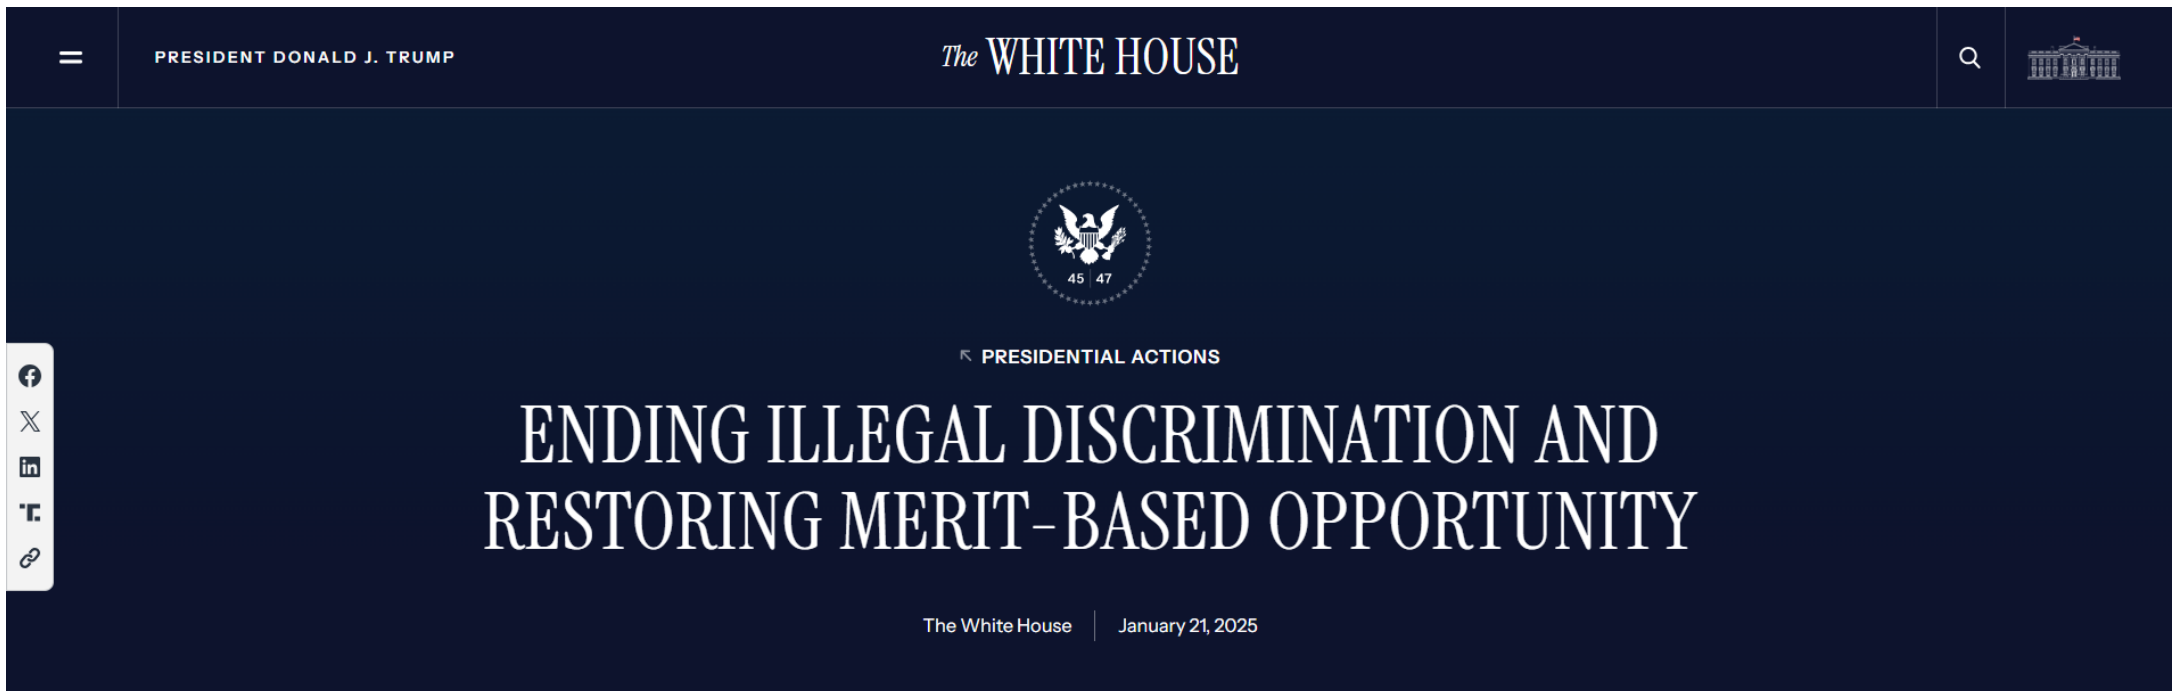 PRESIDENT DONALD J. TRUMP
The WHITE HOUSE
45 | 47
PRESIDENTIAL ACTIONS
ENDING ILLEGAL DISCRIMINATION AND
RESTORING MERIT-BASED OPPORTUNITY
The White House | January 21, 2025